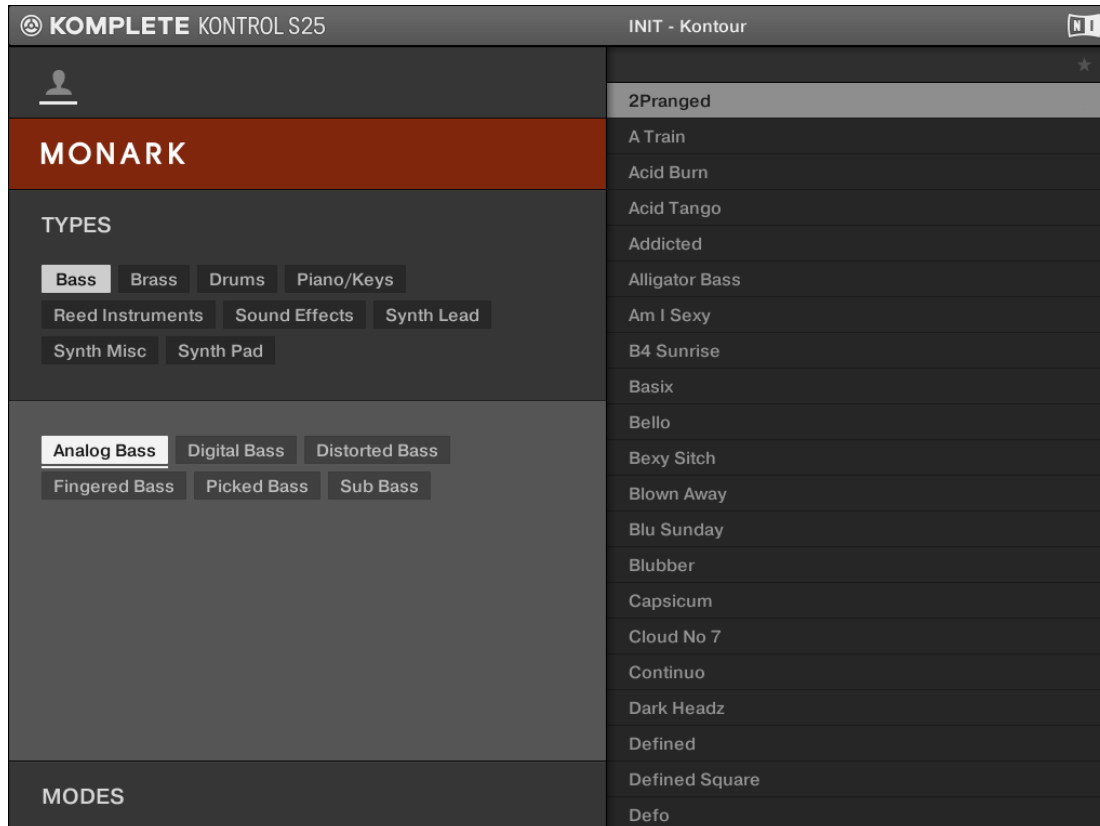 KOMPLETE KONTROL S25
INIT - Kontour
NI
MONARK
TYPES
Bass Brass Drums Piano/Keys
Reed Instruments Sound Effects Synth Lead
Synth Misc Synth Pad
Analog Bass Digital Bass Distorted Bass
Fingered Bass Picked Bass Sub Bass
MODES
2Pranged
A Train
Acid Burn
Acid Tango
Addicted
Alligator Bass
Am I Sexy
B4 Sunrise
Basix
Bello
Bexy Sitch
Blown Away
Blu Sunday
Blubber
Capsicum
Cloud No 7
Continuo
Dark Headz
Defined
Defined Square
Defo